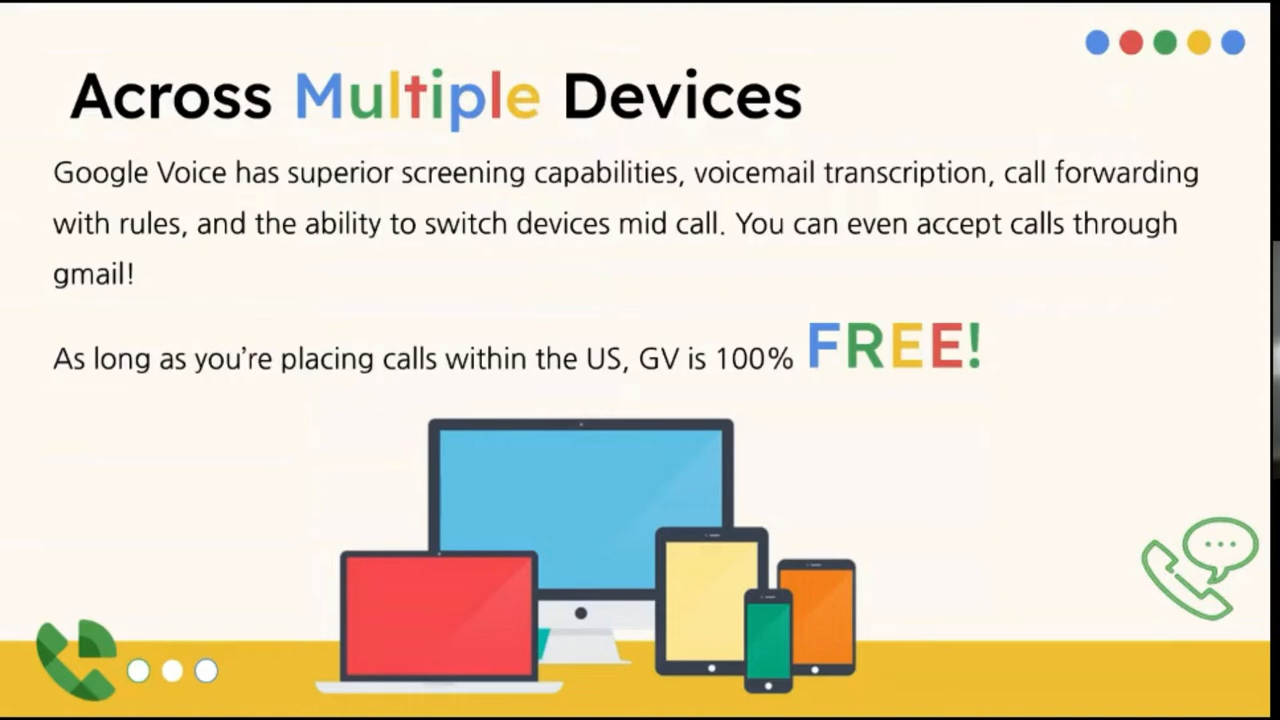 Across Multiple Devices
Google Voice has superior screening capabilities, voicemail transcription, call forwarding
with rules, and the ability to switch devices mid call. You can even accept calls through
gmail!
As long as you’re placing calls within the US, GV is 100% FREE!